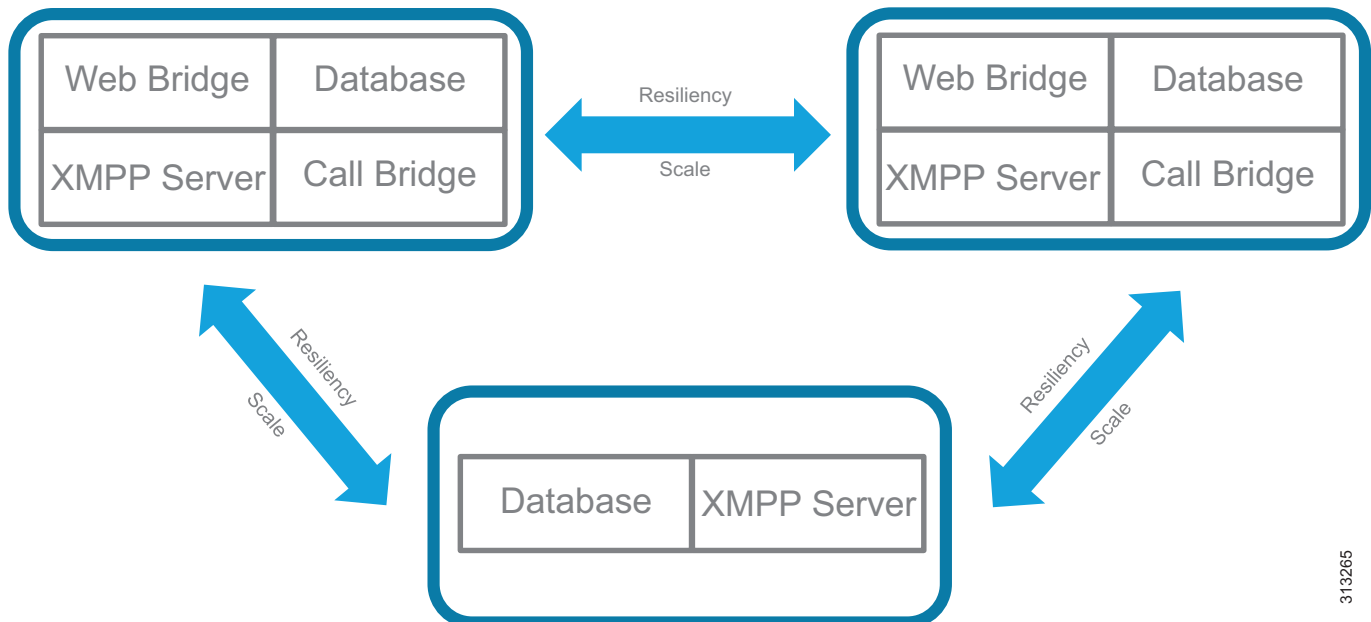 Web Bridge
Database
XMPP Server
Call Bridge
Resiliency
Scale
Web Bridge
Database
XMPP Server
Call Bridge
Resiliency
Scale
Resiliency
Scale
Database
XMPP Server
313265